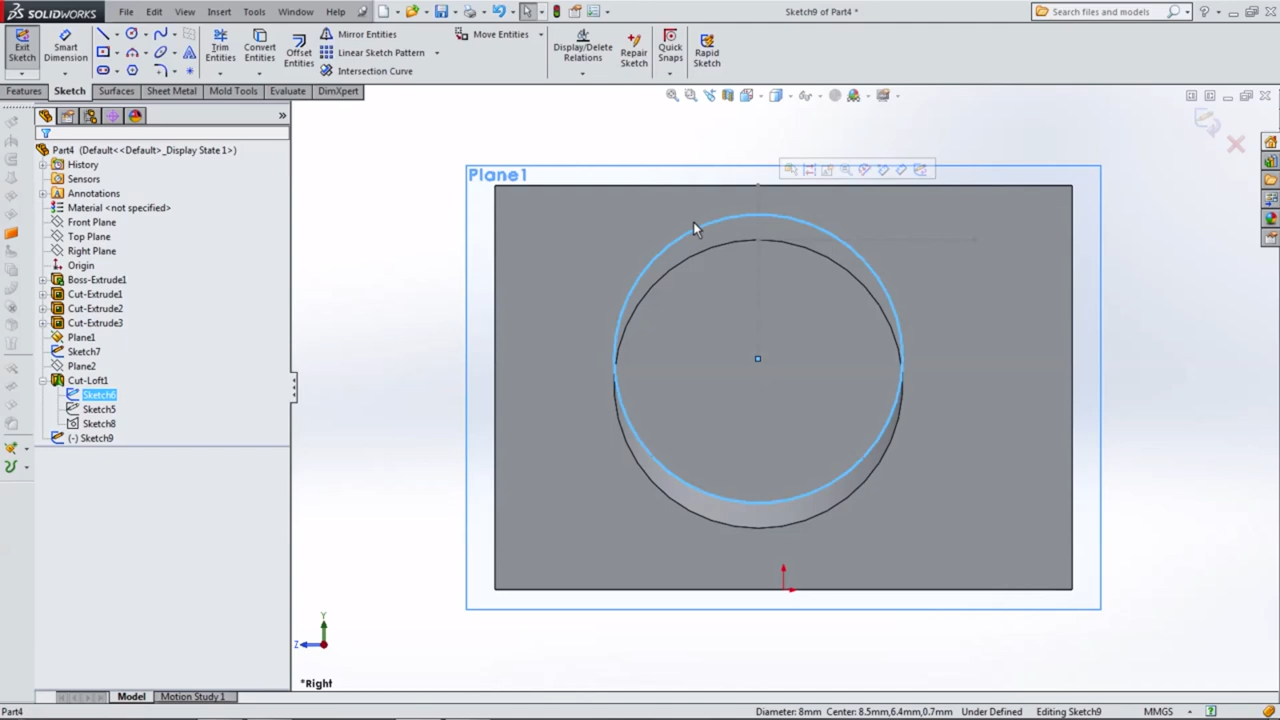 SOLIDWORKS File Edit View Insert Tools Window Help Sketch9 of Part4 * Search files and models
Exit Sketch
Smart Dimension
Trim Entities
Convert Entities
Offset Entities
Mirror Entities
Linear Sketch Pattern
Intersection Curve
Move Entities
Display/Delete Relations
Repair Sketch
Quick Snaps
Rapid Sketch
Features Sketch Surfaces Sheet Metal Mold Tools Evaluate DimXpert
Part4 (Default<<Default>_Display State 1>)
History
Sensors
Annotations
Material <not specified>
Front Plane
Top Plane
Right Plane
Origin
Boss-Extrude1
Cut-Extrude1
Cut-Extrude2
Cut-Extrude3
Plane1
Sketch7
Plane2
Cut-Loft1
Sketch6
Sketch5
Sketch8
(-) Sketch9
Plane1
Y
Z
*Right
Model Motion Study 1
Part4 Diameter: 8mm Center: 8.5mm,6.4mm,0.7mm Under Defined Editing Sketch9 MMGS